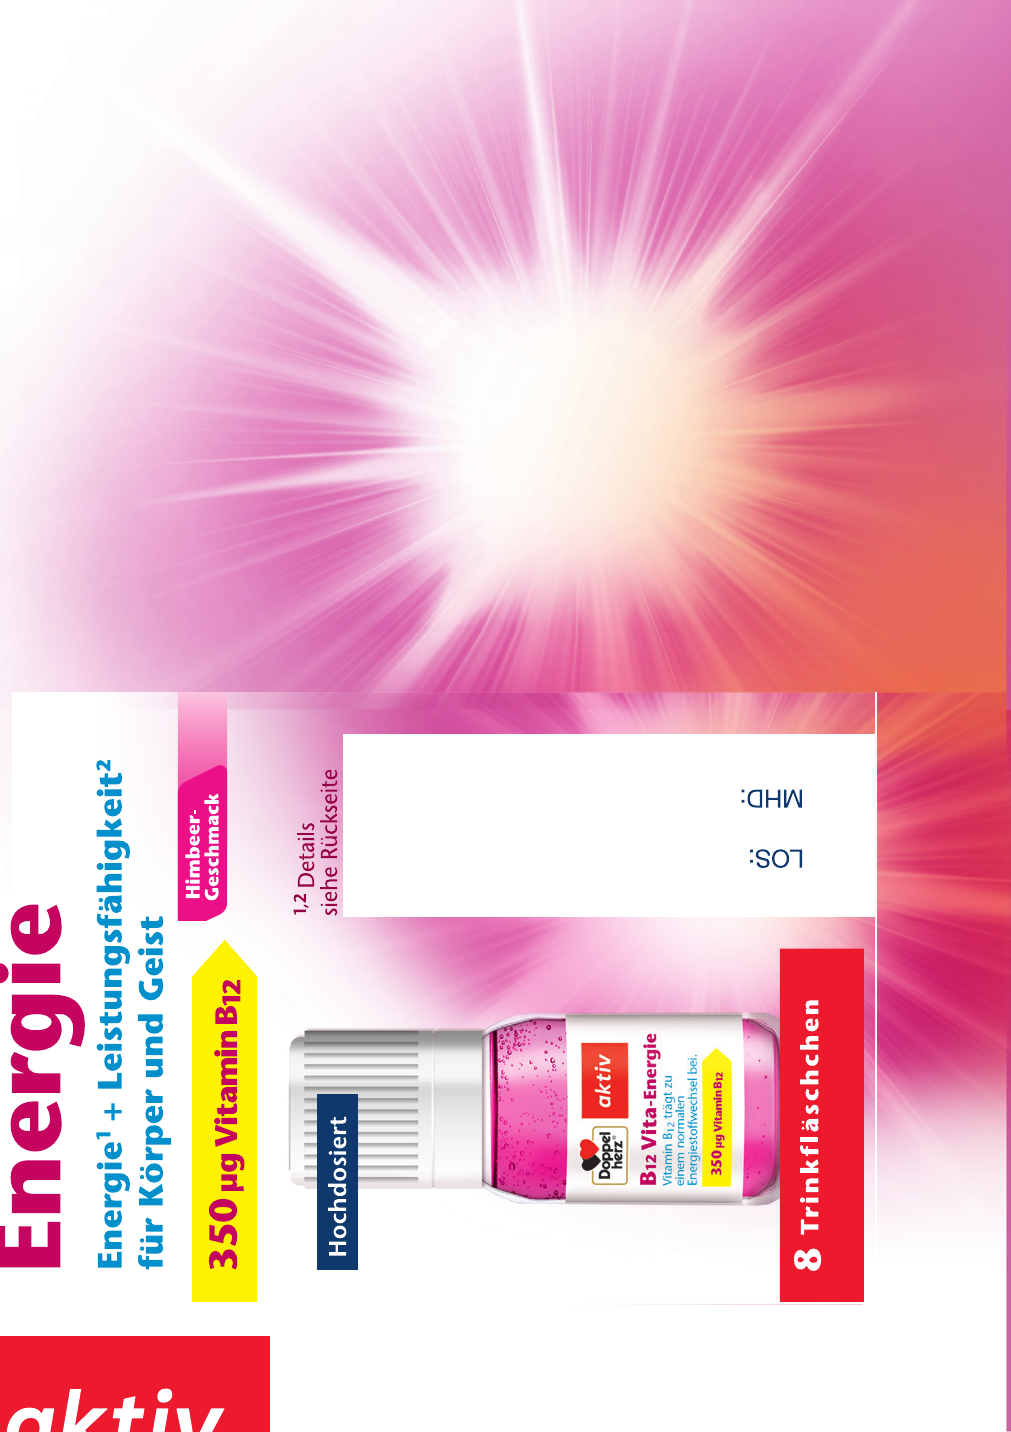 Energie
Energie¹ + Leistungsfähigkeit²
für Körper und Geist
Himbeer-
Geschmack
350 µg Vitamin B12
1,2 Details
siehe Rückseite
MHD:
LOS:
Hochdosiert
Doppel
herz®
aktiv
B12 Vita-Energie
Vitamin B12 trägt zu
einem normalen
Energiestoffwechsel bei.
350 µg Vitamin B12
8 Trinkfläschchen
aktiv